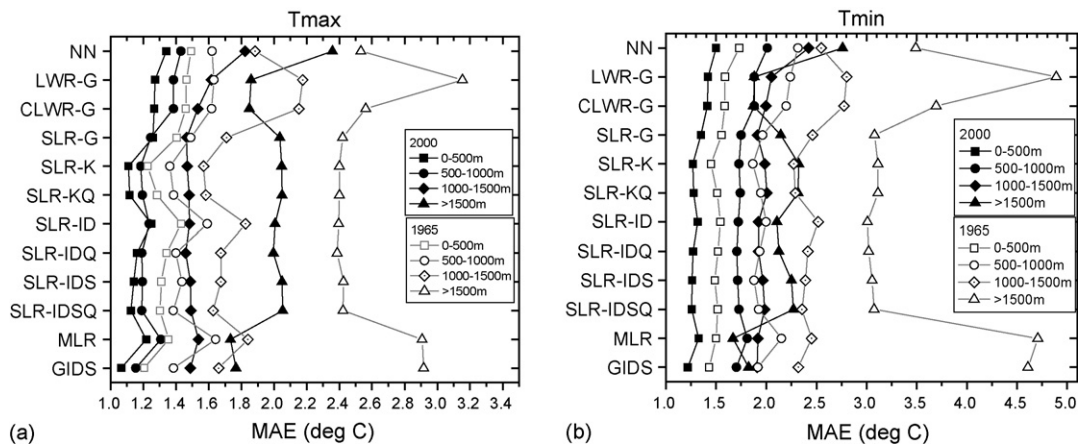 Tmax
NN
LWR-G
CLWR-G
SLR-G
SLR-K
SLR-KQ
SLR-ID
SLR-IDQ
SLR-IDS
SLR-IDSQ
MLR
GIDS
2000
0-500m
500-1000m
1000-1500m
>1500m
1965
0-500m
500-1000m
1000-1500m
>1500m
1.0 1.2 1.4 1.6 1.8 2.0 2.2 2.4 2.6 2.8 3.0 3.2 3.4
(a) MAE (deg C)
Tmin
NN
LWR-G
CLWR-G
SLR-G
SLR-K
SLR-KQ
SLR-ID
SLR-IDQ
SLR-IDS
SLR-IDSQ
MLR
GIDS
2000
0-500m
500-1000m
1000-1500m
>1500m
1965
0-500m
500-1000m
1000-1500m
>1500m
1.0 1.5 2.0 2.5 3.0 3.5 4.0 4.5 5.0
(b) MAE (deg C)